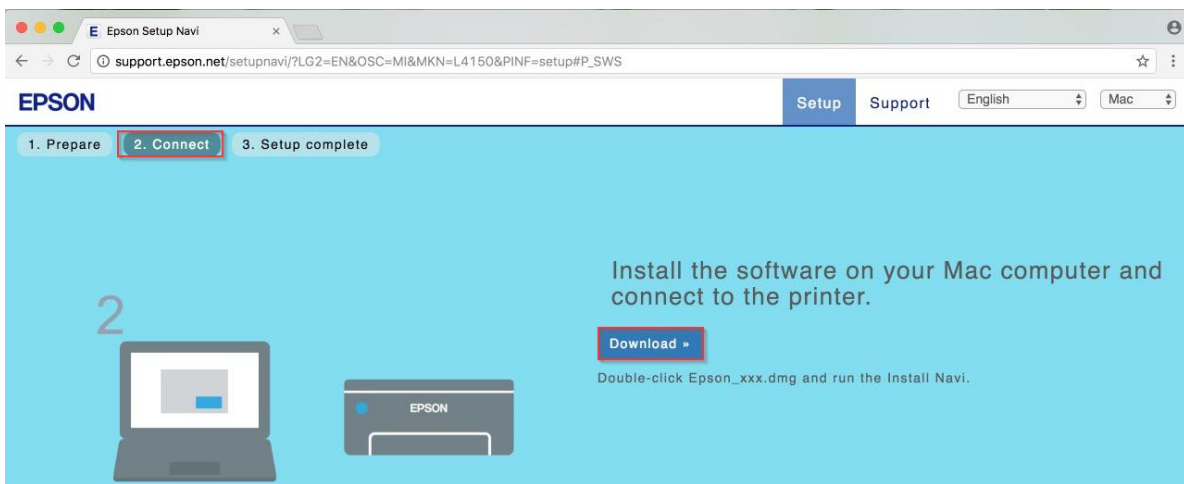 Epson Setup Navi
support.epson.net/setupnavi/?LG2=EN&OSC=MI&MKN=L4150&PINF=setup#P_SWS
EPSON
Setup Support English Mac
1. Prepare 2. Connect 3. Setup complete
Install the software on your Mac computer and
connect to the printer.
2
Download »
Double-click Epson_xxx.dmg and run the Install Navi.
EPSON